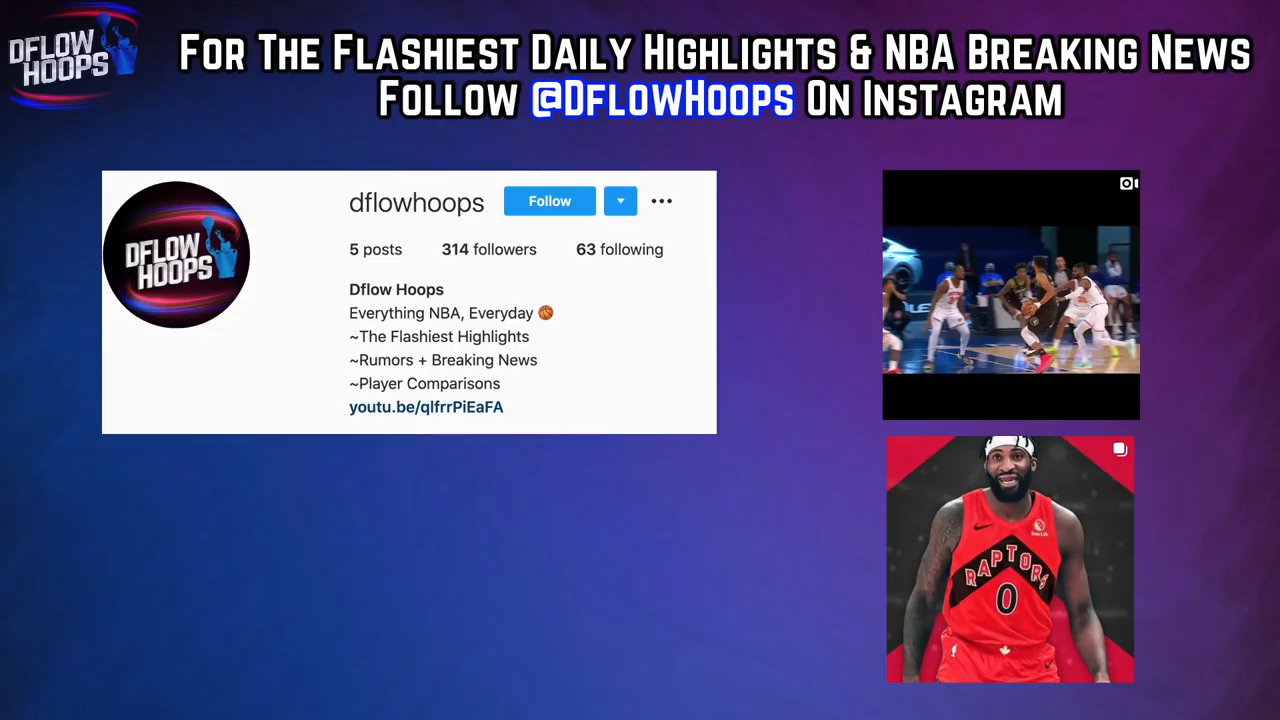 DFLOW
HOOPS
For The Flashiest Daily Highlights & NBA Breaking News
Follow @DflowHoops On Instagram
DFLOW
HOOPS
dflowhoops
Follow
5 posts 314 followers 63 following
Dflow Hoops
Everything NBA, Everyday 🏀
~The Flashiest Highlights
~Rumors + Breaking News
~Player Comparisons
youtu.be/qlfrrPiEaFA
Sun Life
RAPTORS
0